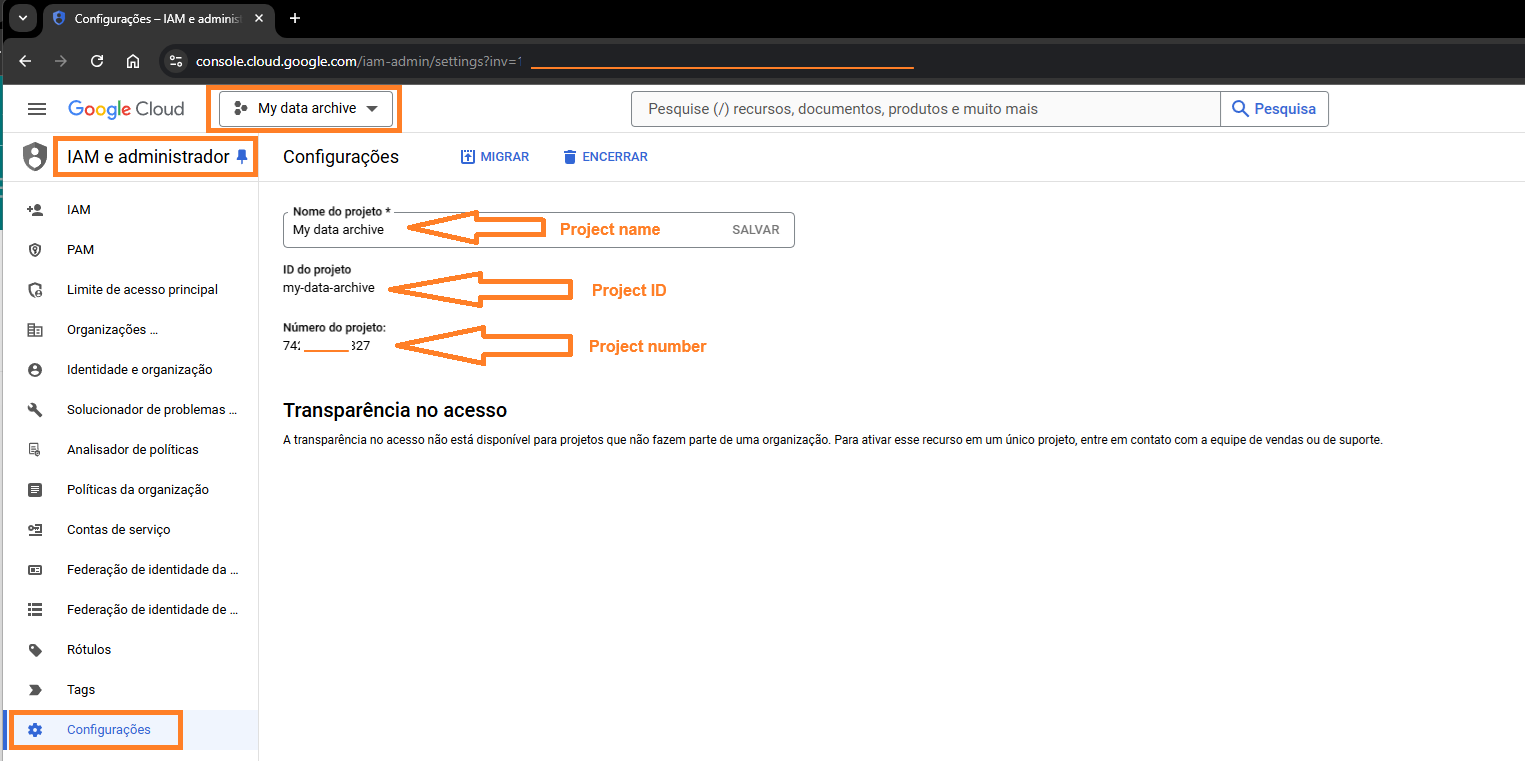 Configurações – IAM e adminis
console.cloud.google.com/iam-admin/settings?inv=1
Google Cloud
My data archive
Pesquise (/) recursos, documentos, produtos e muito mais
Pesquisa
IAM e administrador
Configurações
MIGRAR
ENCERRAR
IAM
PAM
Limite de acesso principal
Organizações ...
Identidade e organização
Solucionador de problemas ...
Analisador de políticas
Políticas da organização
Contas de serviço
Federação de identidade da ...
Federação de identidade de ...
Rótulos
Tags
Configurações
Nome do projeto *
My data archive
Project name
SALVAR
ID do projeto
my-data-archive
Project ID
Número do projeto:
742 327
Project number
Transparência no acesso
A transparência no acesso não está disponível para projetos que não fazem parte de uma organização. Para ativar esse recurso em um único projeto, entre em contato com a equipe de vendas ou de suporte.